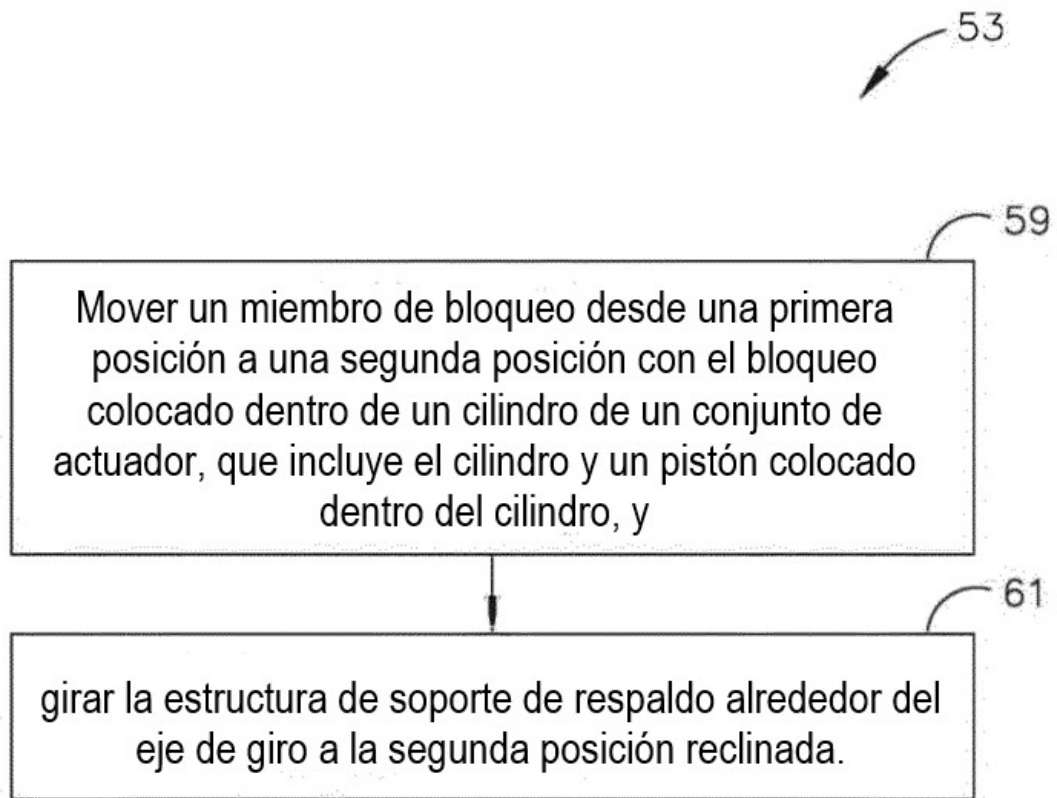 53
59
Mover un miembro de bloqueo desde una primera
posición a una segunda posición con el bloqueo
colocado dentro de un cilindro de un conjunto de
actuador, que incluye el cilindro y un pistón colocado
dentro del cilindro, y
61
girar la estructura de soporte de respaldo alrededor del
eje de giro a la segunda posición reclinada.